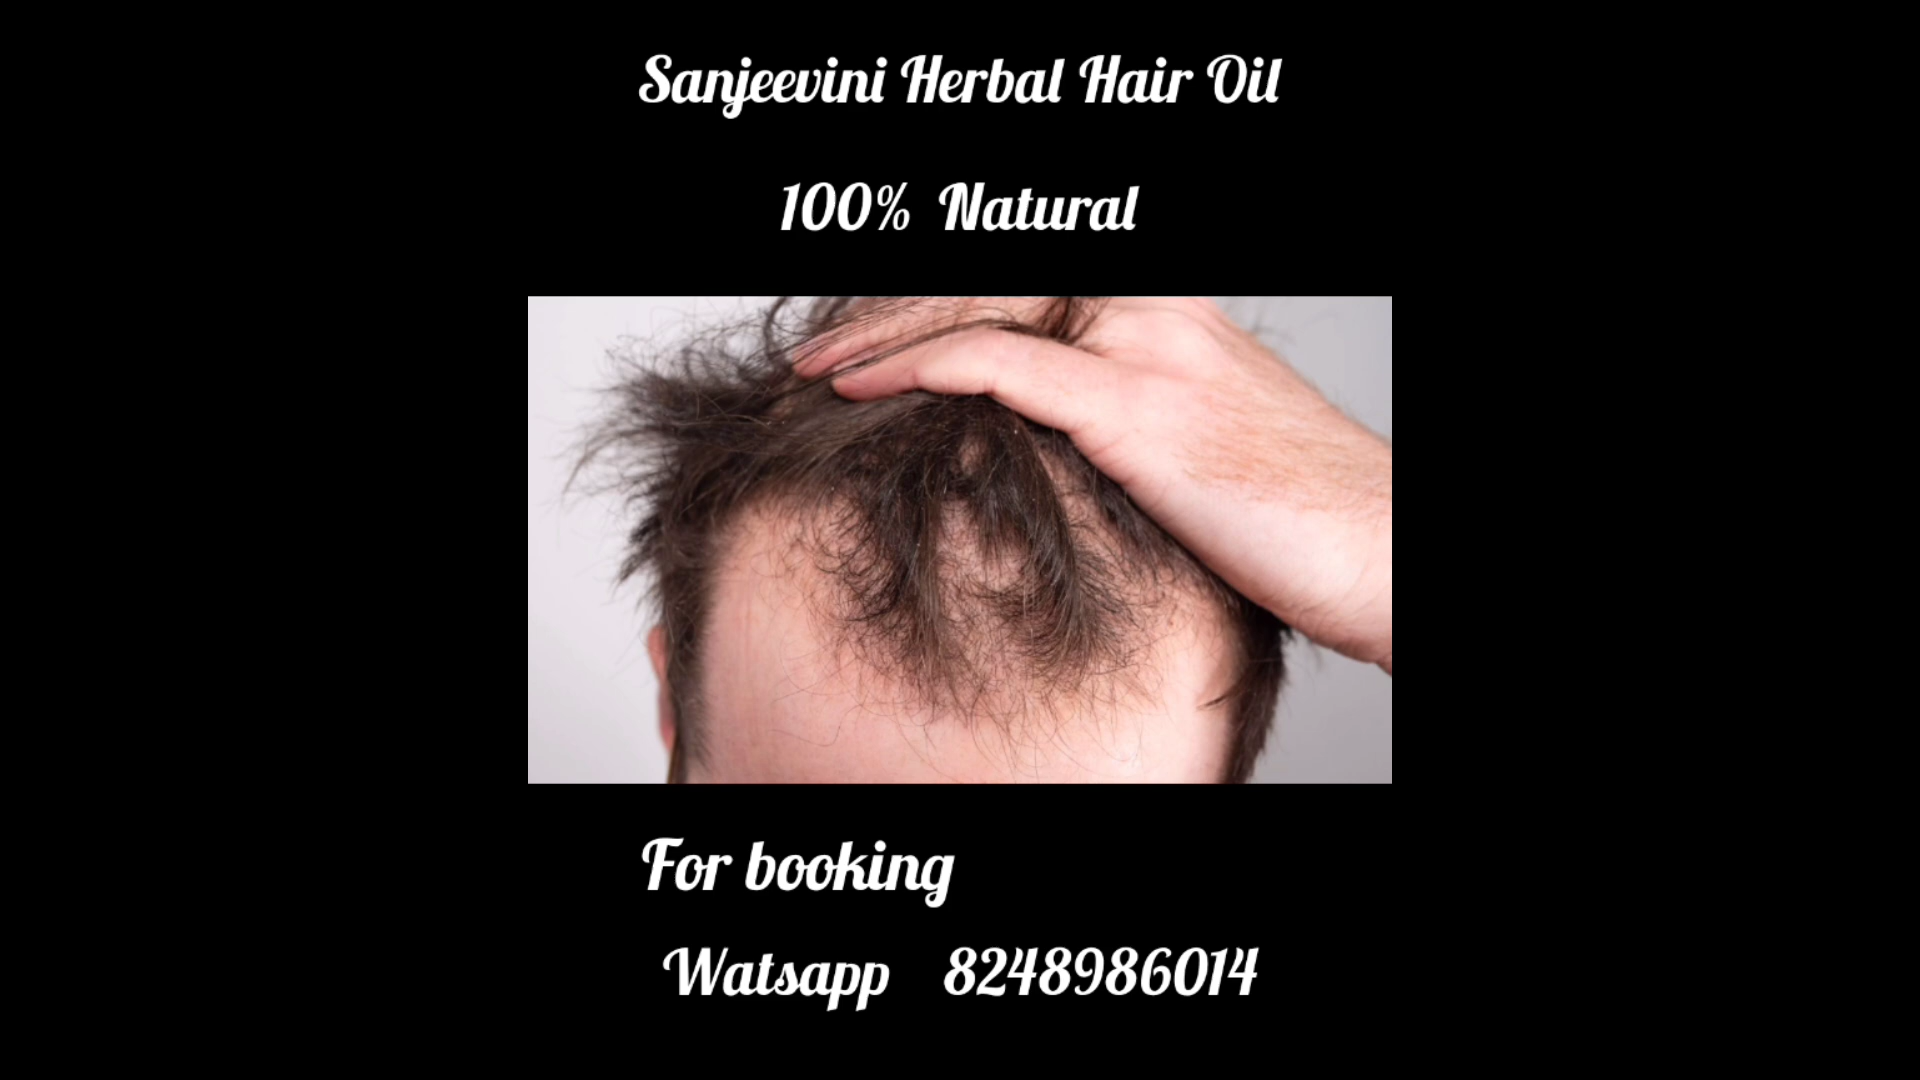 Sanjeevini Herbal Hair Oil
100% Natural
For booking
Watsapp 8248986014